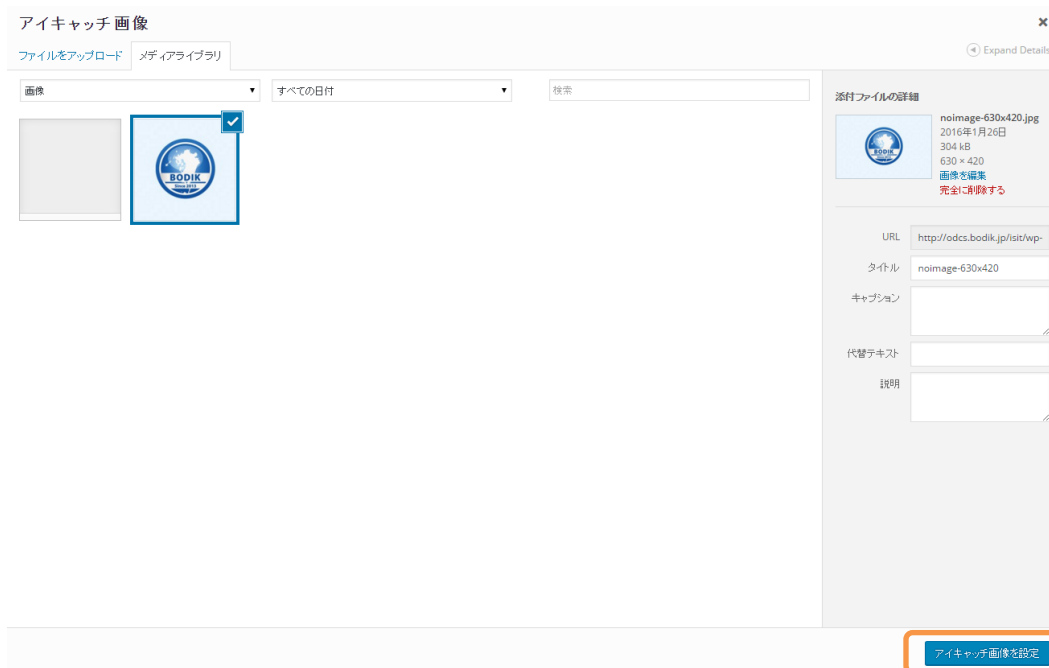 アイキャッチ画像
×
ファイルをアップロード
メディアライブラリ
Expand Details
画像
すべての日付
検索
BODIK
Since 2013
添付ファイルの詳細
BODIK
noimage-630x420.jpg
2016年1月26日
304 kB
630 × 420
画像を編集
完全に削除する
URL http://odcs.bodik.jp/isit/wp-
タイトル noimage-630x420
キャプション
代替テキスト
説明
アイキャッチ画像を設定